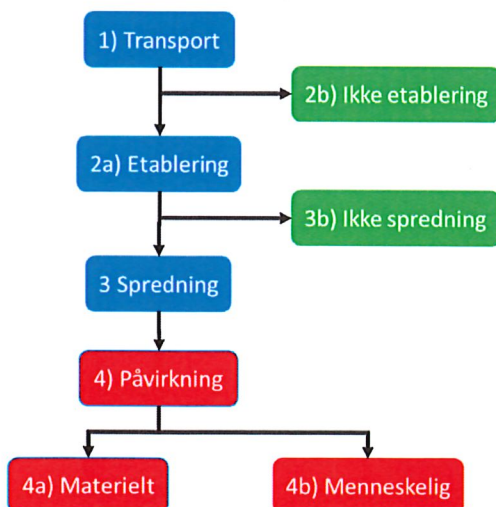 1) Transport
2b) Ikke etablering
2a) Etablering
3b) Ikke spredning
3 Spredning
4) Påvirkning
4a) Materielt
4b) Menneskelig